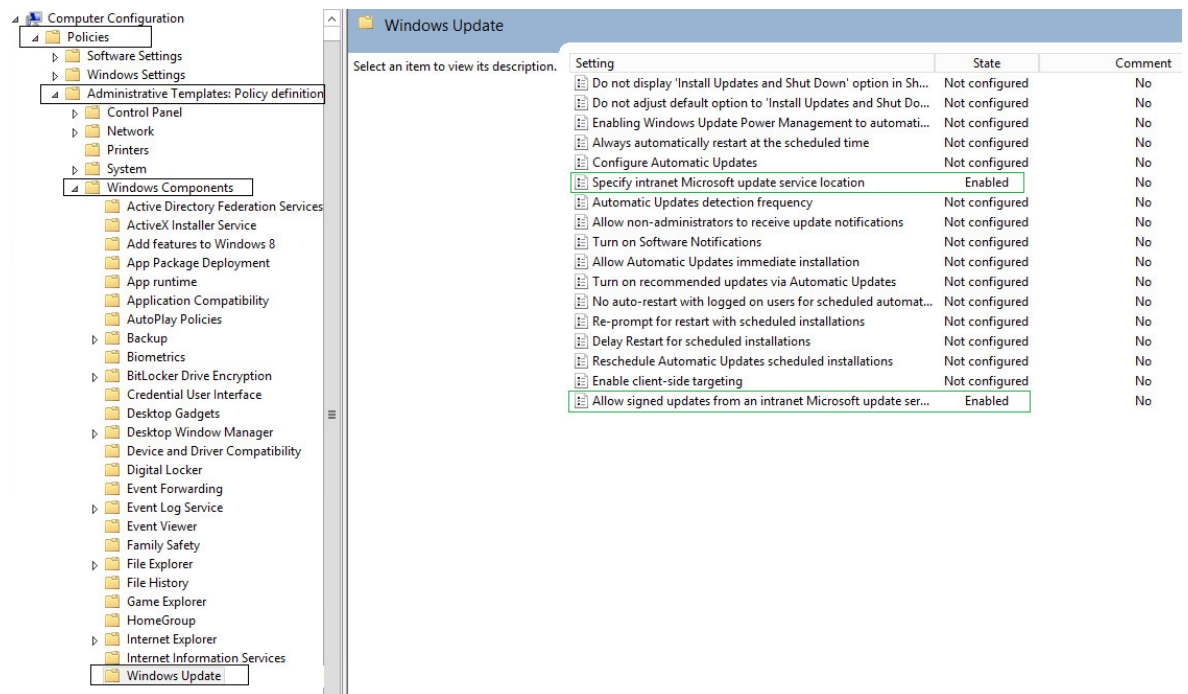 Computer Configuration
Policies
Software Settings
Windows Settings
Administrative Templates: Policy definition
Control Panel
Network
Printers
System
Windows Components
Active Directory Federation Services
ActiveX Installer Service
Add features to Windows 8
App Package Deployment
App runtime
Application Compatibility
AutoPlay Policies
Backup
Biometrics
BitLocker Drive Encryption
Credential User Interface
Desktop Gadgets
Desktop Window Manager
Device and Driver Compatibility
Digital Locker
Event Forwarding
Event Log Service
Event Viewer
Family Safety
File Explorer
File History
Game Explorer
HomeGroup
Internet Explorer
Internet Information Services
Windows Update
Windows Update
Select an item to view its description.
Setting State Comment
Do not display 'Install Updates and Shut Down' option in Sh... Not configured No
Do not adjust default option to 'Install Updates and Shut Do... Not configured No
Enabling Windows Update Power Management to automati... Not configured No
Always automatically restart at the scheduled time Not configured No
Configure Automatic Updates Not configured No
Specify intranet Microsoft update service location Enabled No
Automatic Updates detection frequency Not configured No
Allow non-administrators to receive update notifications Not configured No
Turn on Software Notifications Not configured No
Allow Automatic Updates immediate installation Not configured No
Turn on recommended updates via Automatic Updates Not configured No
No auto-restart with logged on users for scheduled automat... Not configured No
Re-prompt for restart with scheduled installations Not configured No
Delay Restart for scheduled installations Not configured No
Reschedule Automatic Updates scheduled installations Not configured No
Enable client-side targeting Not configured No
Allow signed updates from an intranet Microsoft update ser... Enabled No